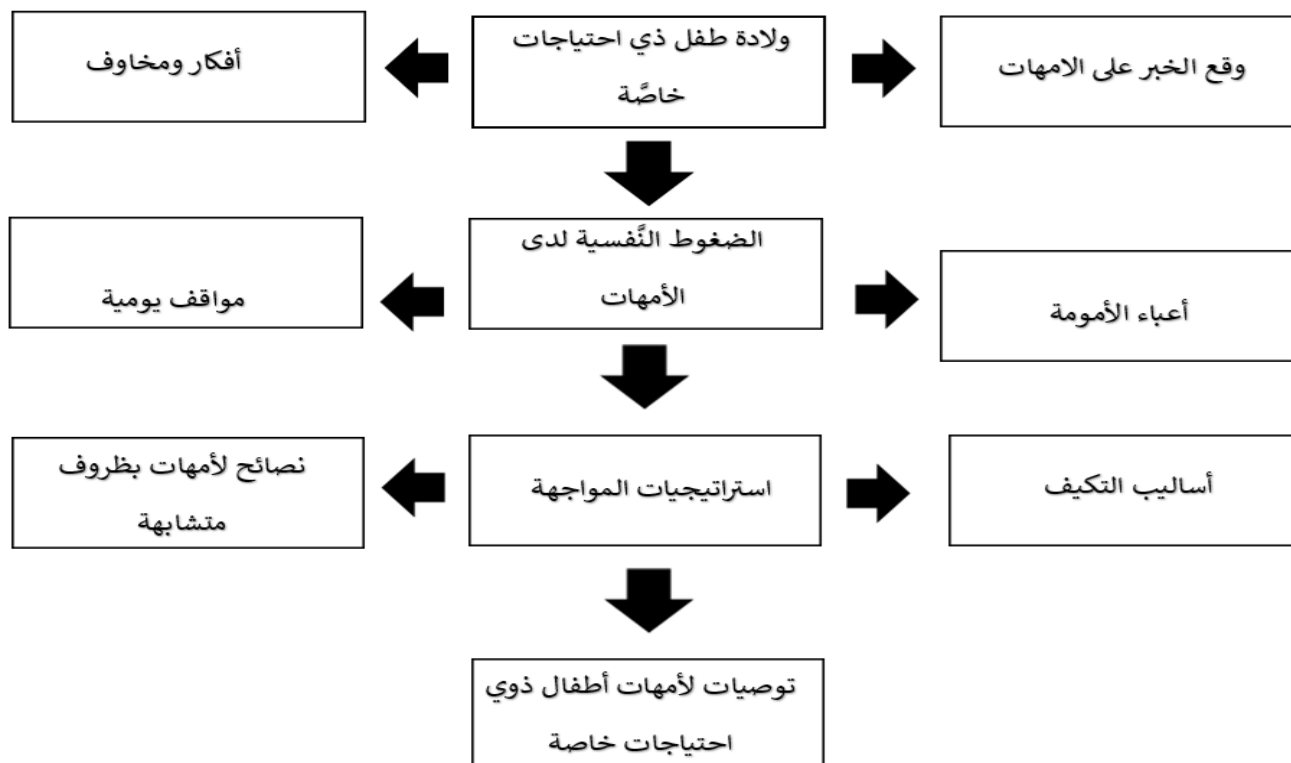 وقع الخبر على الامهات
ولادة طفل ذي احتياجات
خاصَّة
أفكار ومخاوف
أعباء الأمومة
الضغوط النَّفسية لدى
الأمهات
مواقف يومية
أساليب التكيف
استراتيجيات المواجهة
نصائح لأمهات بظروف
متشابهة
توصيات لأمهات أطفال ذوي
احتياجات خاصة